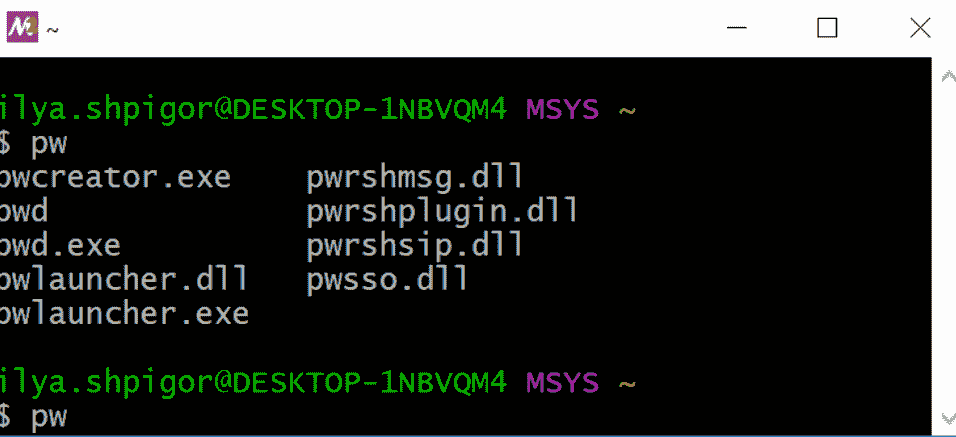 ~
ilya.shpigor@DESKTOP-1NBVQM4 MSYS ~
$ pw
pwcreator.exe pwrshmsg.dll
pwd pwrshplugin.dll
pwd.exe pwrshsip.dll
pwlauncher.dll pwsso.dll
pwlauncher.exe
ilya.shpigor@DESKTOP-1NBVQM4 MSYS ~
$ pw